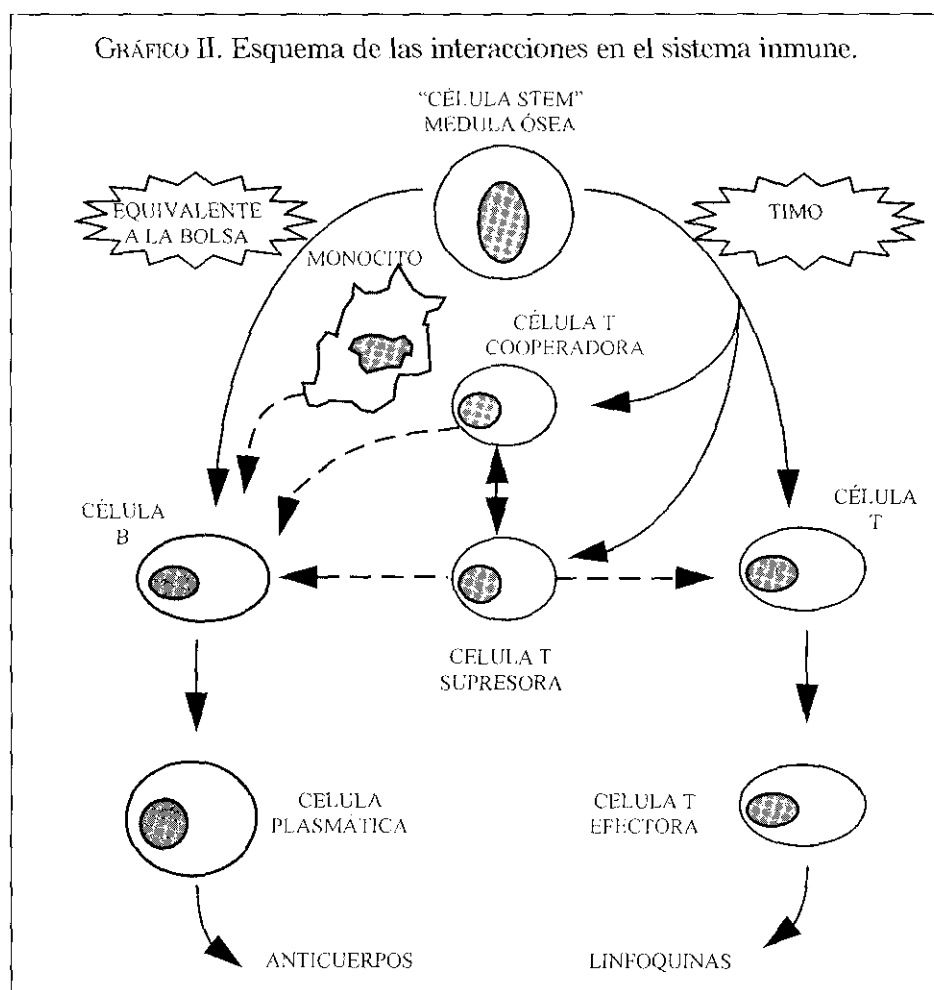 GRÁFICO II. Esquema de las interacciones en el sistema inmune.
"CÉLULA STEM"
MEDULA ÓSEA
EQUIVALENTE
A LA BOLSA
TIMO
MONOCITO
CÉLULA T
COOPERADORA
CÉLULA
B
CÉLULA
T
CELULA T
SUPRESORA
CELULA
PLASMÁTICA
CELULA T
EFECTORA
ANTICUERPOS
LINFOQUINAS